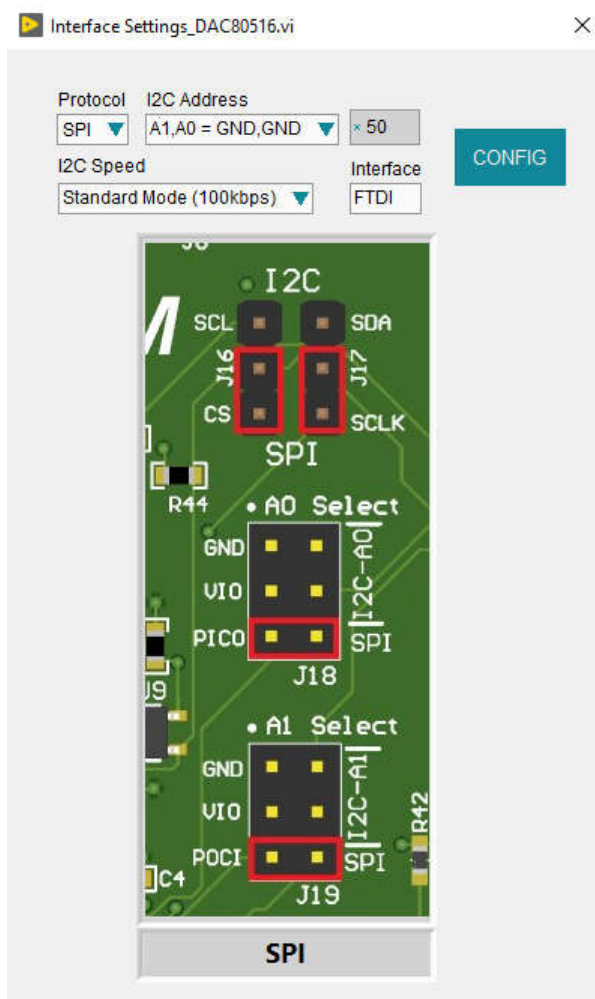 Interface Settings_DAC80516.vi
Protocol I2C Address
SPI A1,A0 = GND,GND × 50
CONFIG
I2C Speed Interface
Standard Mode (100kbps) FTDI
I2C
SCL SDA
J16 J17
CS SCLK
SPI
R44
A0 Select
GND
VIO
I2C-A0
PICO SPI
J18
J9
A1 Select
GND
VIO
I2C-A1
R42
POCI SPI
C4
J19
SPI